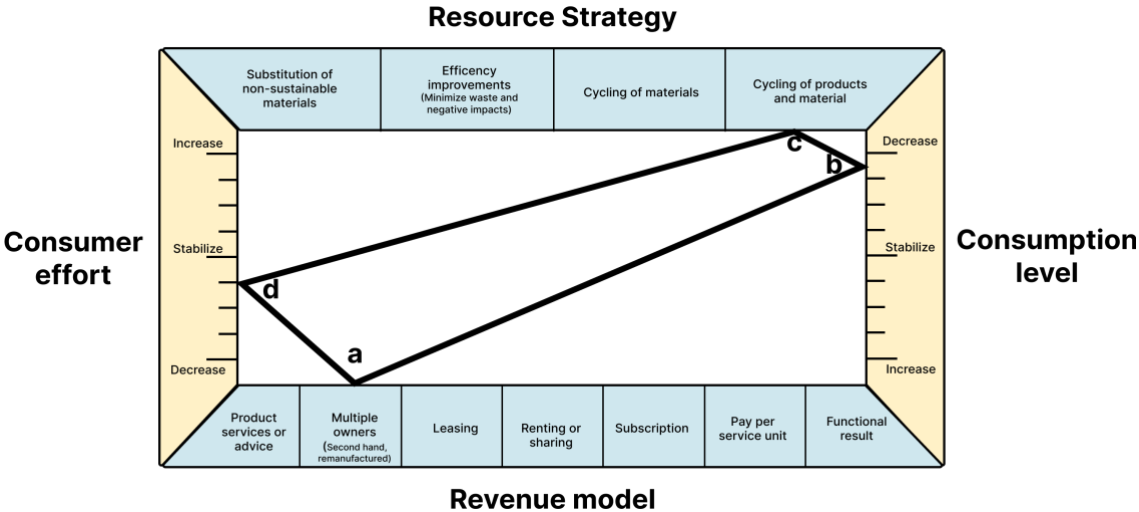 Resource Strategy
Substitution of
non-sustainable
materials
Efficency
improvements
(Minimize waste and
negative impacts)
Cycling of materials
Cycling of products
and material
Increase
Stabilize
Decrease
Consumer
effort
c
b
d
a
Decrease
Stabilize
Increase
Consumption
level
Product
services or
advice
Multiple
owners
(Second hand,
remanufactured)
Leasing
Renting or
sharing
Subscription
Pay per
service unit
Functional
result
Revenue model